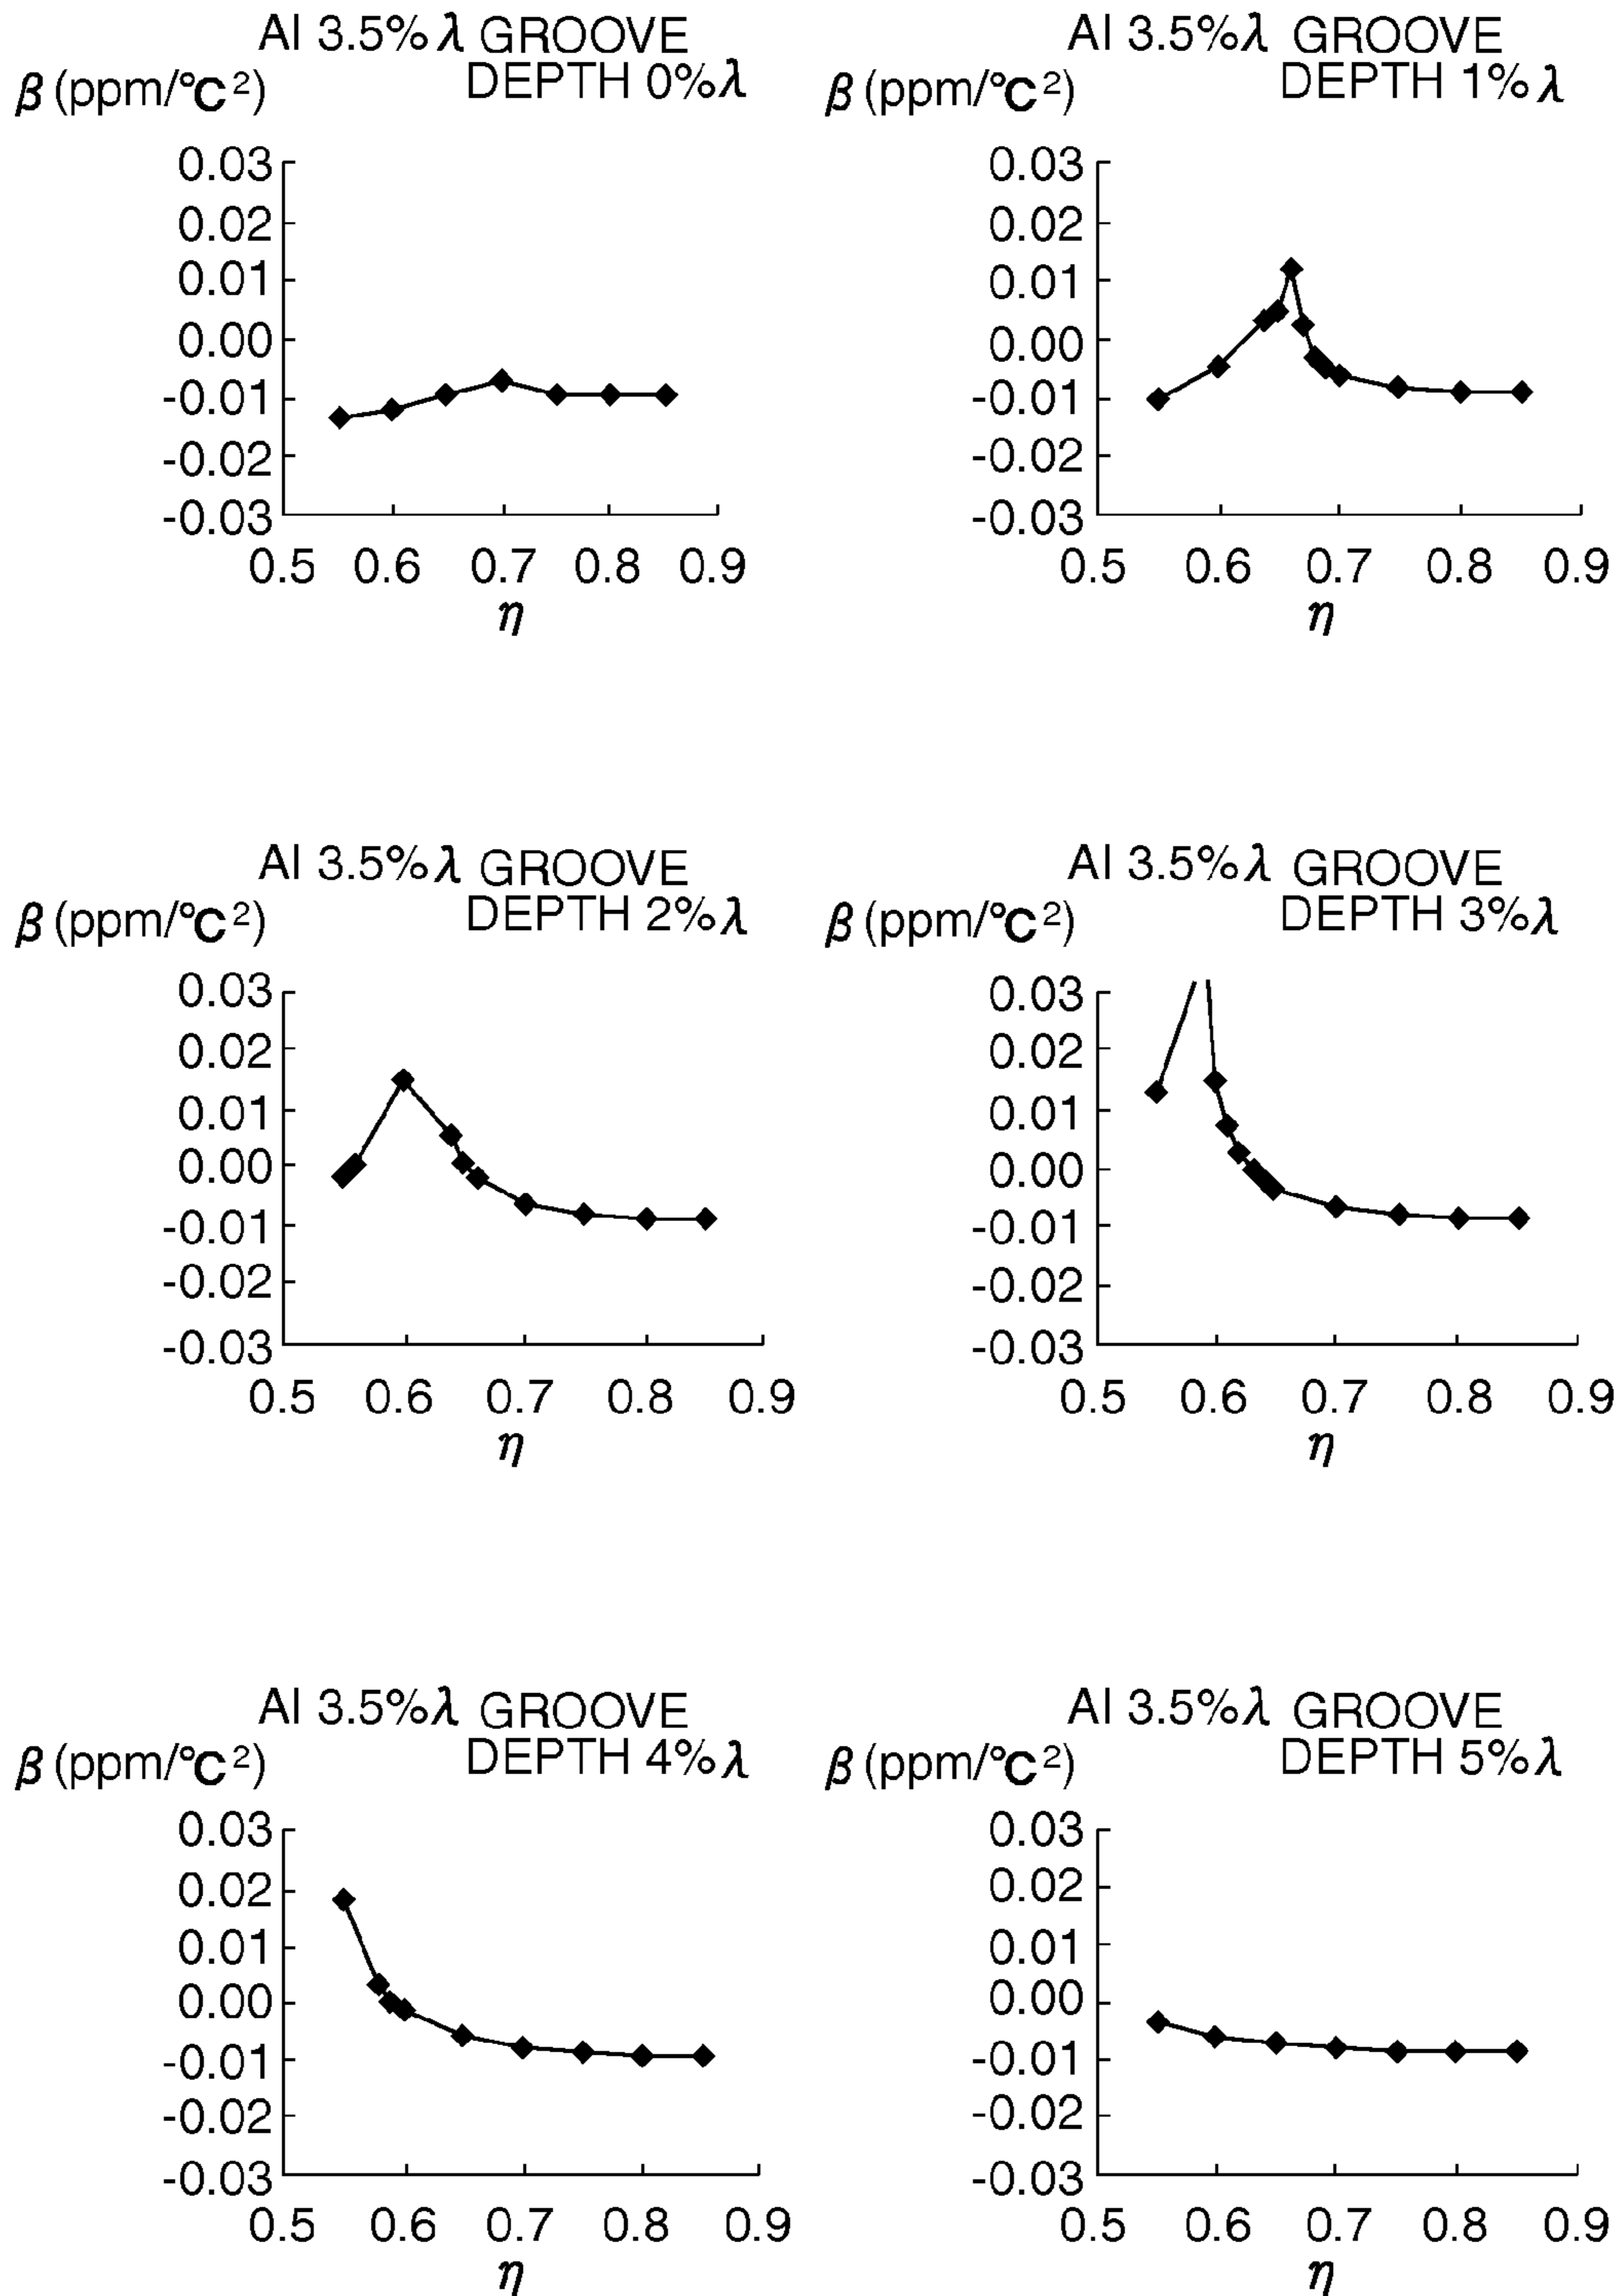 Al 3.5%λ GROOVE
DEPTH 0%λ
β (ppm/°C²)
0.03
0.02
0.01
0.00
-0.01
-0.02
-0.03
0.5 0.6 0.7 0.8 0.9
η
Al 3.5%λ GROOVE
DEPTH 1%λ
β (ppm/°C²)
0.03
0.02
0.01
0.00
-0.01
-0.02
-0.03
0.5 0.6 0.7 0.8 0.9
η
Al 3.5%λ GROOVE
DEPTH 2%λ
β (ppm/°C²)
0.03
0.02
0.01
0.00
-0.01
-0.02
-0.03
0.5 0.6 0.7 0.8 0.9
η
Al 3.5%λ GROOVE
DEPTH 3%λ
β (ppm/°C²)
0.03
0.02
0.01
0.00
-0.01
-0.02
-0.03
0.5 0.6 0.7 0.8 0.9
η
Al 3.5%λ GROOVE
DEPTH 4%λ
β (ppm/°C²)
0.03
0.02
0.01
0.00
-0.01
-0.02
-0.03
0.5 0.6 0.7 0.8 0.9
η
Al 3.5%λ GROOVE
DEPTH 5%λ
β (ppm/°C²)
0.03
0.02
0.01
0.00
-0.01
-0.02
-0.03
0.5 0.6 0.7 0.8 0.9
η